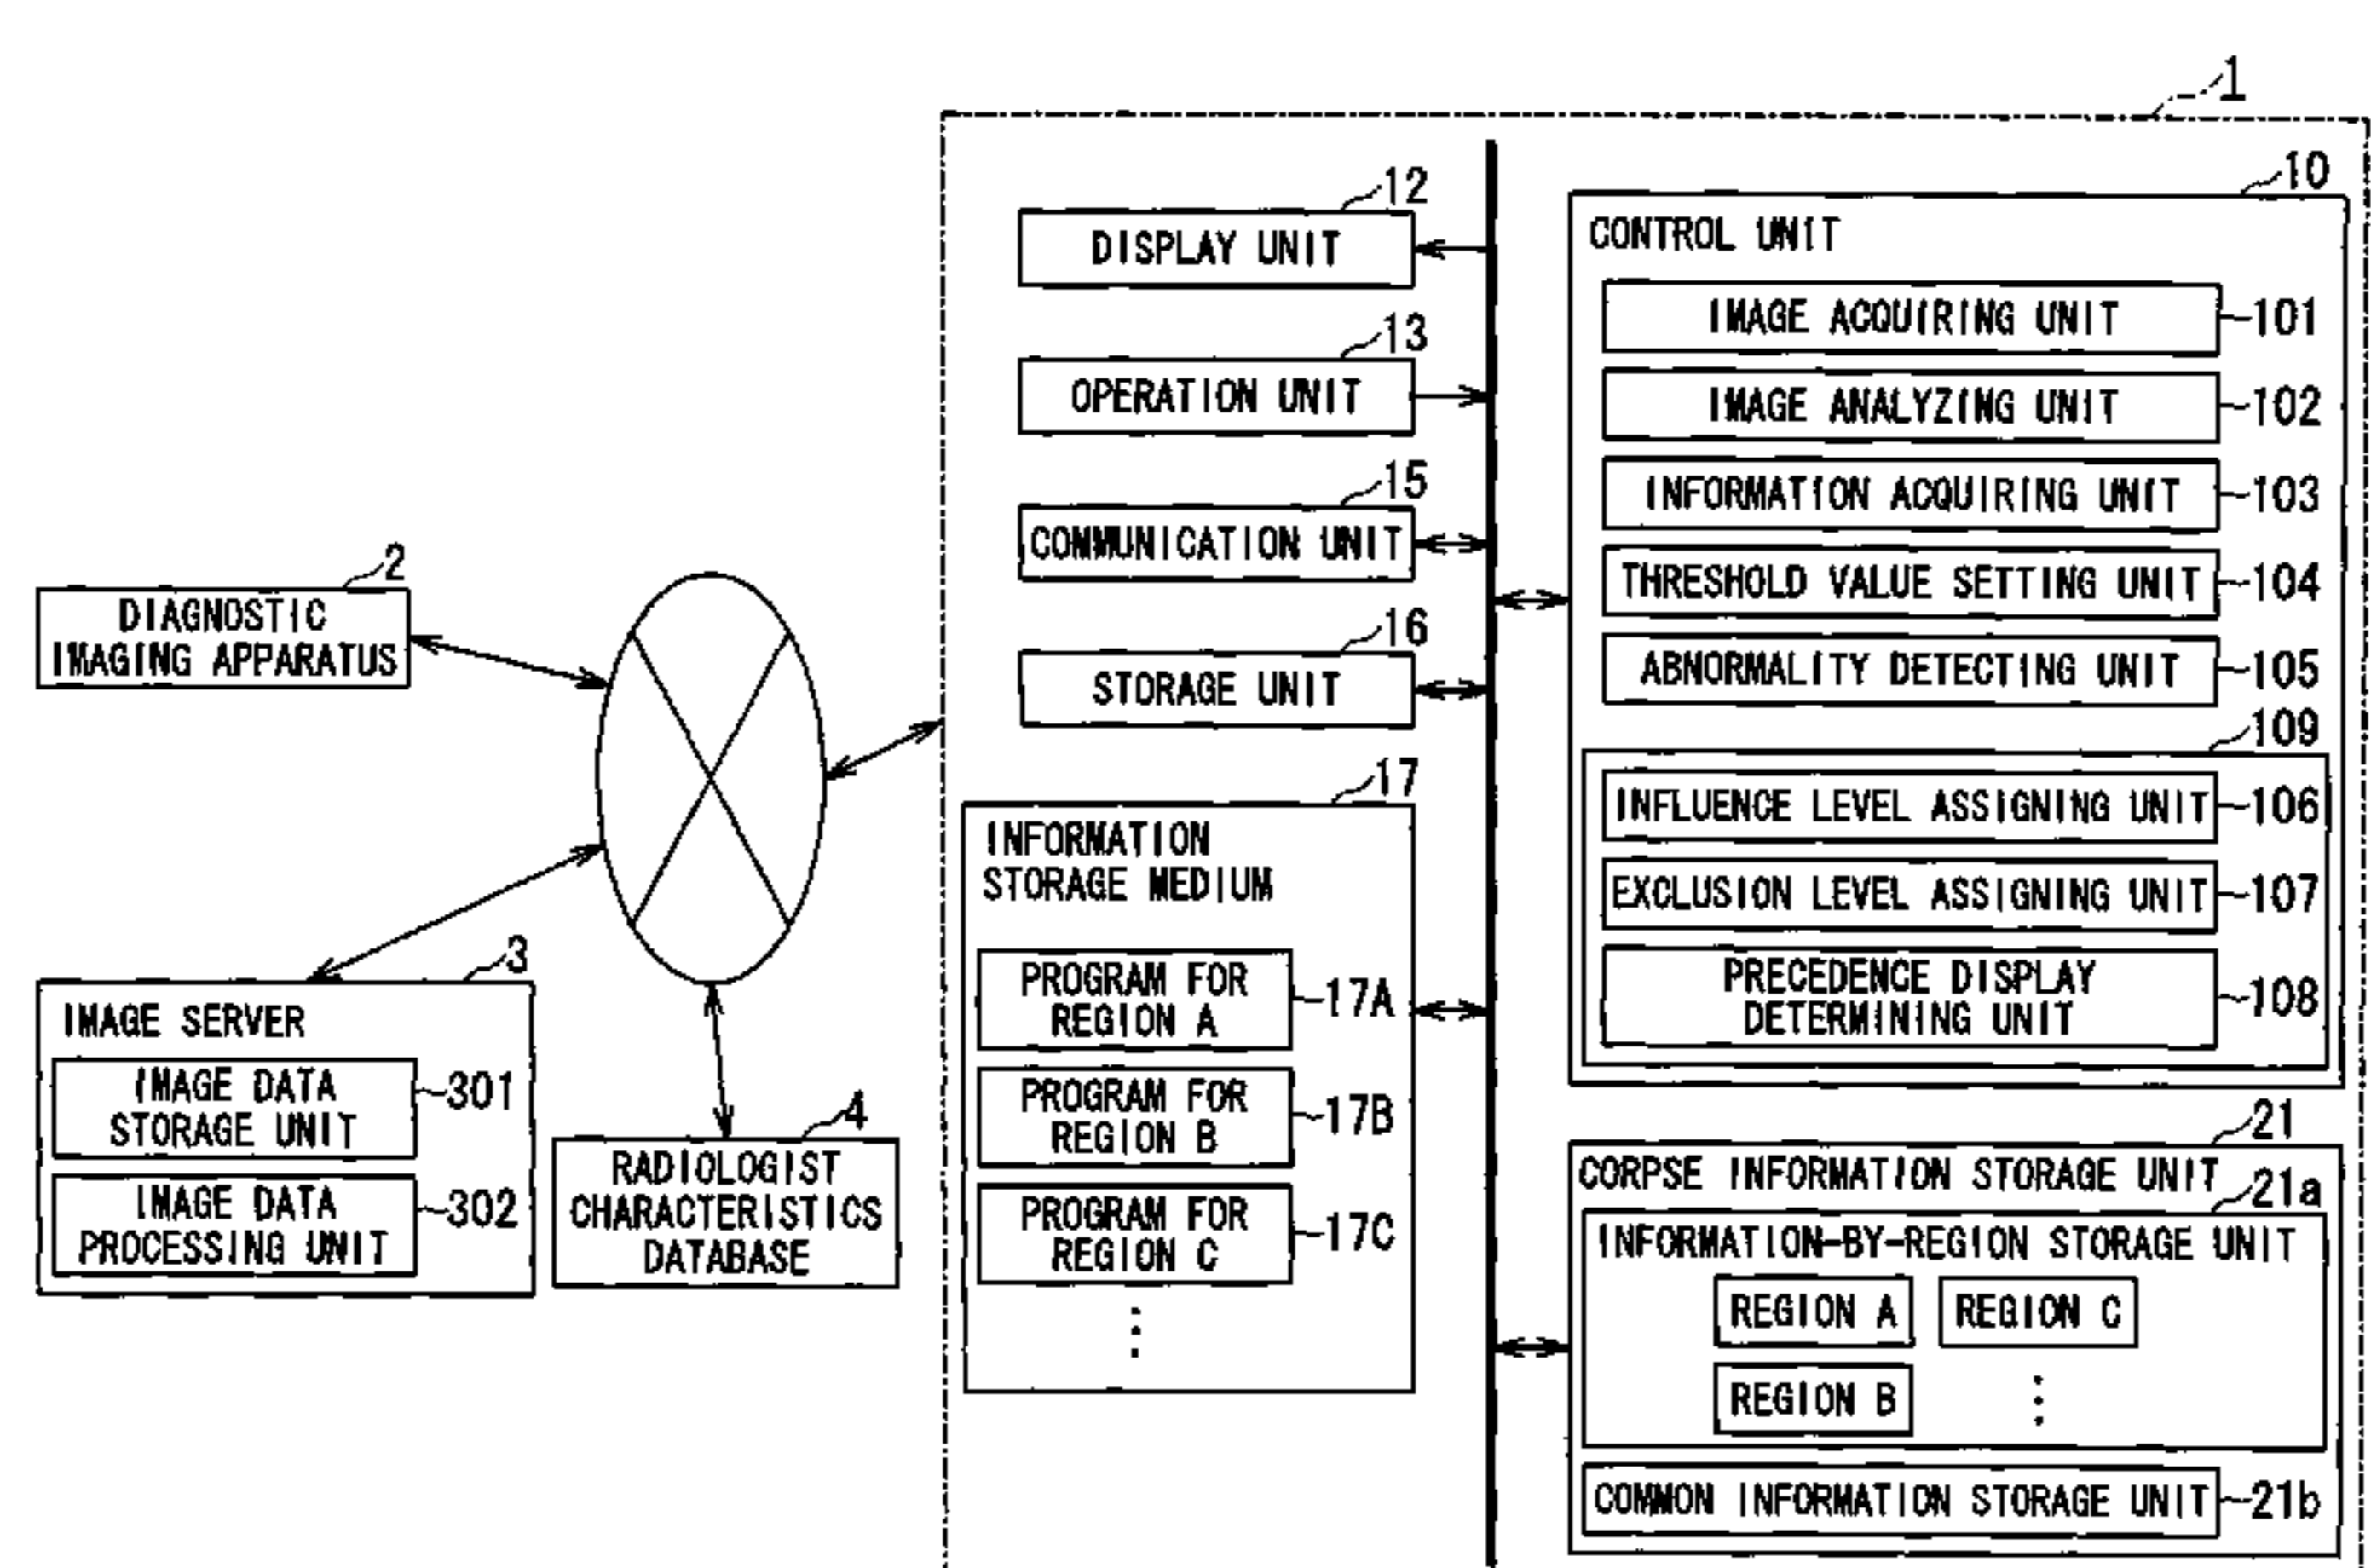 1
12
DISPLAY UNIT
13
OPERATION UNIT
15
COMMUNICATION UNIT
16
STORAGE UNIT
17
INFORMATION
STORAGE MEDIUM
PROGRAM FOR
REGION A
17A
PROGRAM FOR
REGION B
17B
PROGRAM FOR
REGION C
17C
2
DIAGNOSTIC
IMAGING APPARATUS
3
IMAGE SERVER
IMAGE DATA
STORAGE UNIT
301
IMAGE DATA
PROCESSING UNIT
302
4
RADIOLOGIST
CHARACTERISTICS
DATABASE
10
CONTROL UNIT
IMAGE ACQUIRING UNIT
101
IMAGE ANALYZING UNIT
102
INFORMATION ACQUIRING UNIT
103
THRESHOLD VALUE SETTING UNIT
104
ABNORMALITY DETECTING UNIT
105
109
INFLUENCE LEVEL ASSIGNING UNIT
106
EXCLUSION LEVEL ASSIGNING UNIT
107
PRECEDENCE DISPLAY
DETERMINING UNIT
108
21
CORPSE INFORMATION STORAGE UNIT
21a
INFORMATION-BY-REGION STORAGE UNIT
REGION A
REGION C
REGION B
COMMON INFORMATION STORAGE UNIT
21b